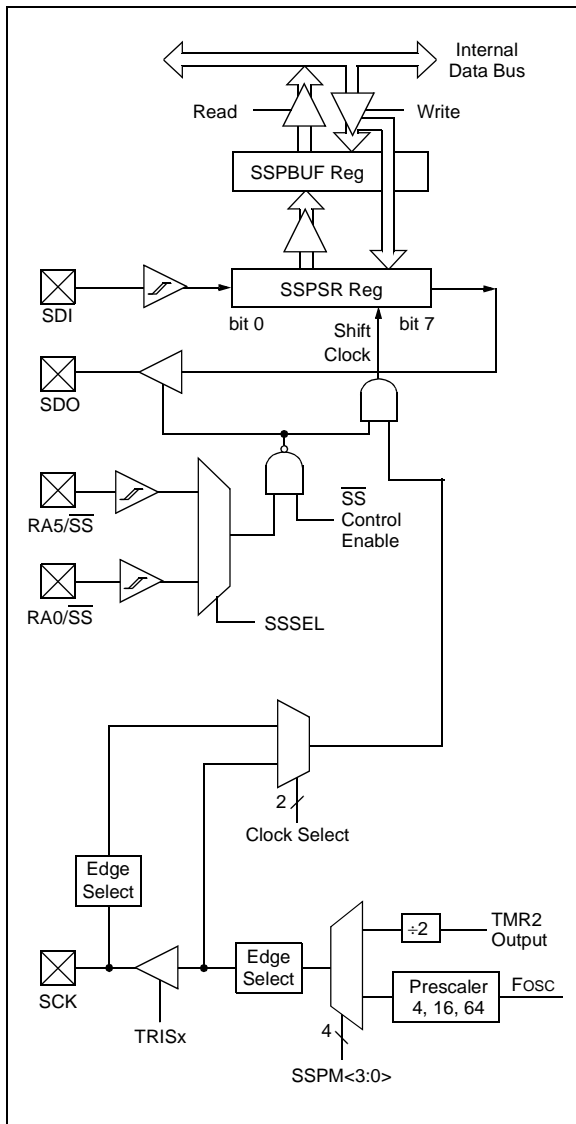 Internal
Data Bus
Read
Write
SSPBUF Reg
SSPSR Reg
SDI
bit 0
bit 7
Shift
Clock
SDO
RA5/SS
SS
Control
Enable
RA0/SS
SSSEL
2
Clock Select
Edge
Select
SCK
TRISx
Edge
Select
÷2
TMR2
Output
Prescaler
4, 16, 64
FOSC
4
SSPM<3:0>